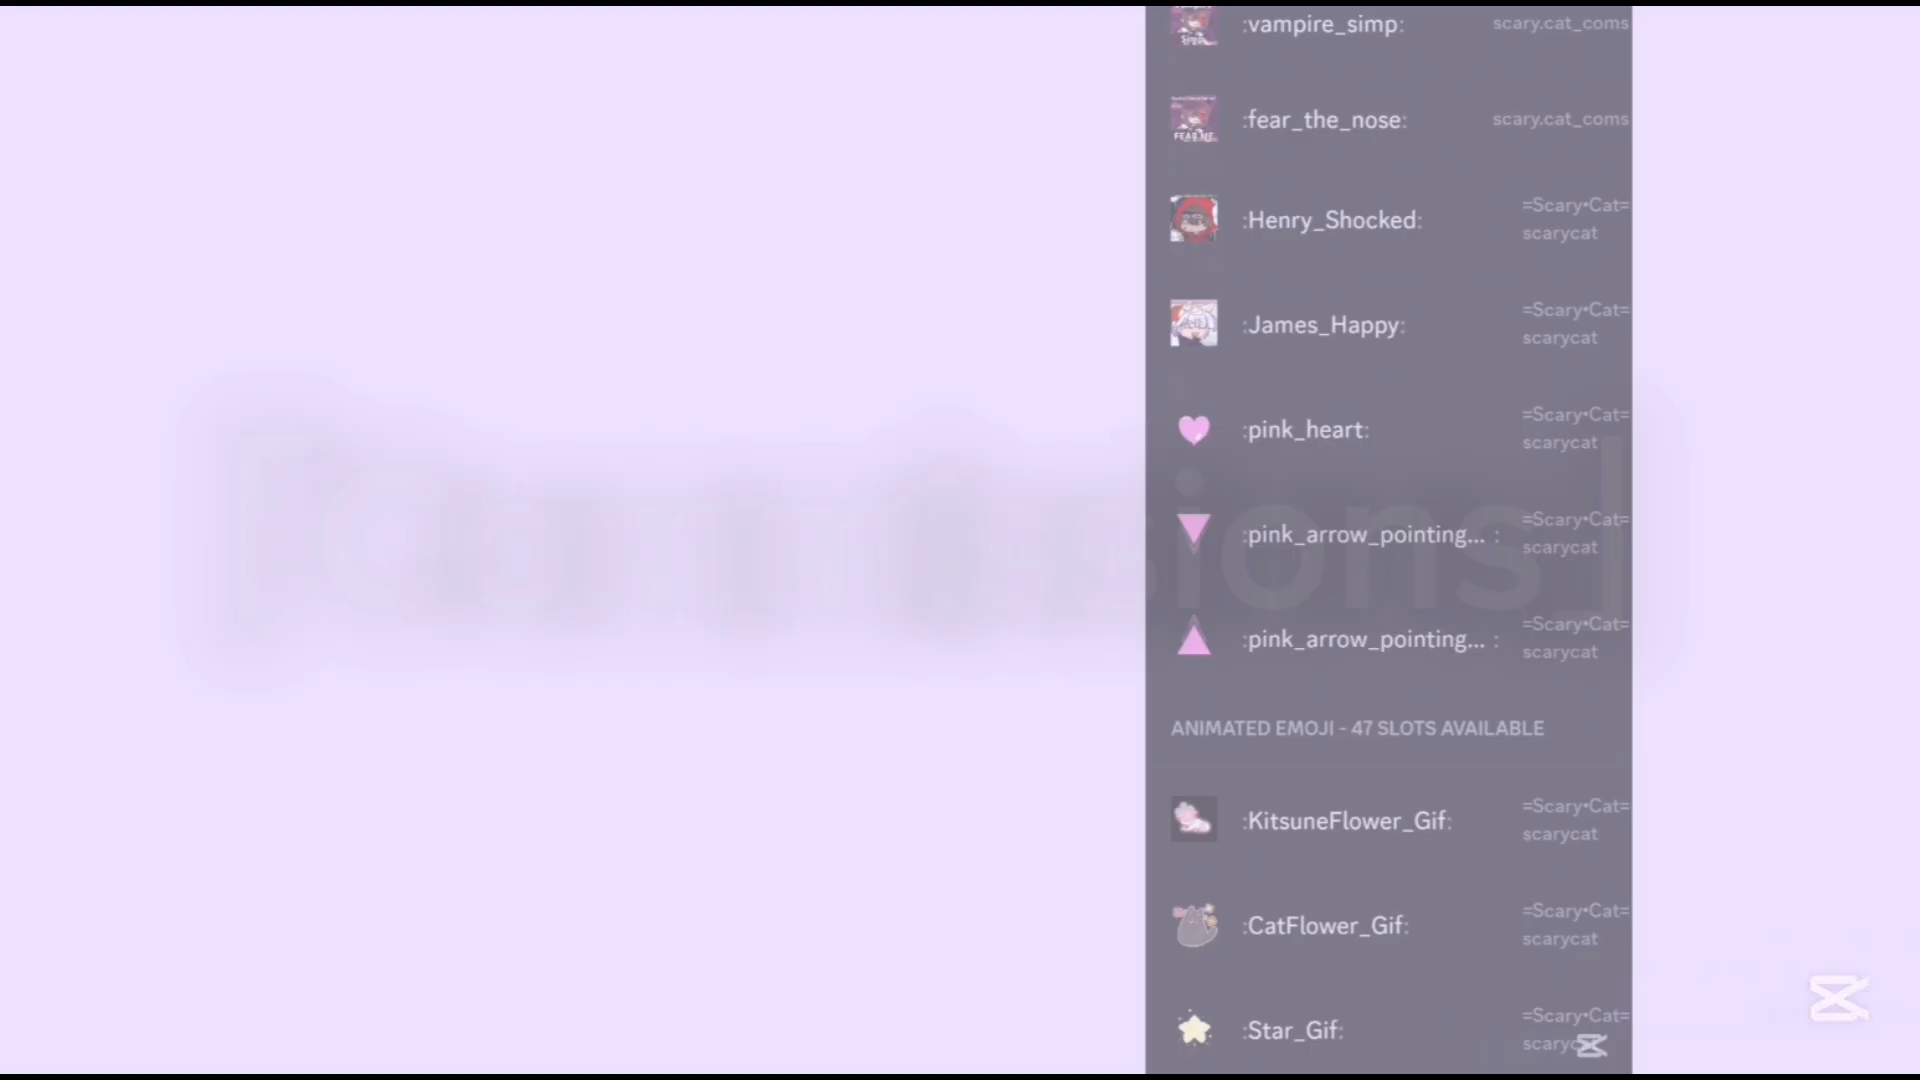 :vampire_simp: scary.cat_coms
:fear_the_nose: scary.cat_coms
FEAR ME
:Henry_Shocked: =Scary•Cat=
scarycat
:James_Happy: =Scary•Cat=
scarycat
:pink_heart: =Scary•Cat=
scarycat
:pink_arrow_pointing... : =Scary•Cat=
scarycat
:pink_arrow_pointing... : =Scary•Cat=
scarycat
ANIMATED EMOJI - 47 SLOTS AVAILABLE
:KitsuneFlower_Gif: =Scary•Cat=
scarycat
:CatFlower_Gif: =Scary•Cat=
scarycat
:Star_Gif: =Scary•Cat=